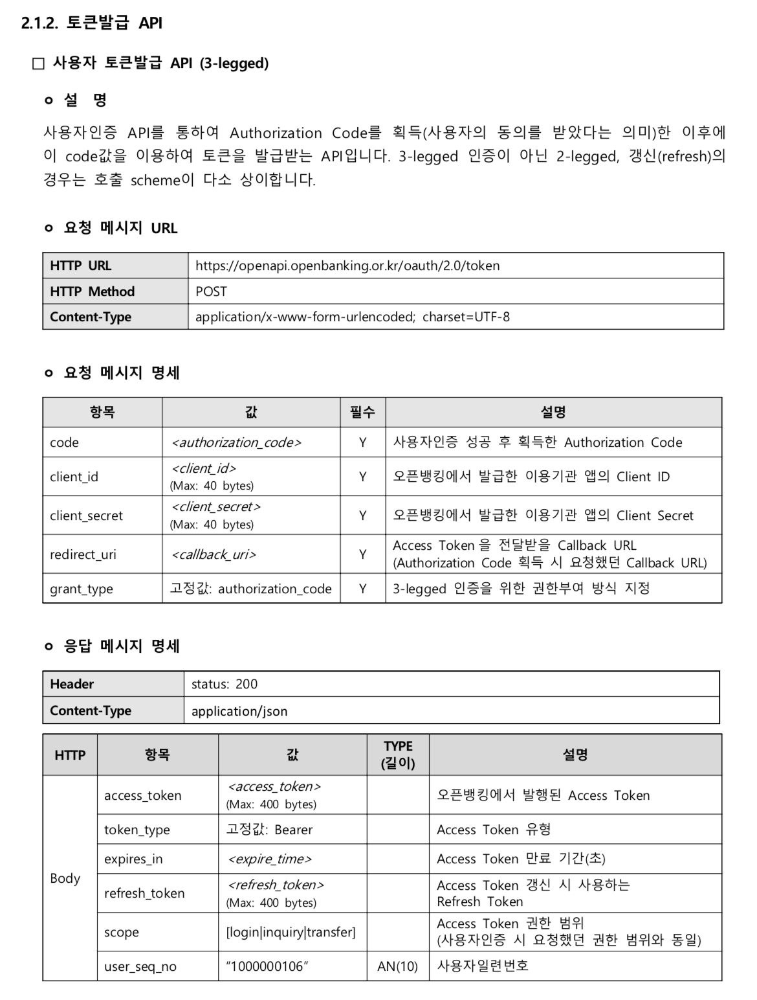 2.1.2. 토큰발급 API
□ 사용자 토큰발급 API (3-legged)
ㅇ 설 명
사용자인증 API를 통하여 Authorization Code를 획득(사용자의 동의를 받았다는 의미)한 이후에
이 code값을 이용하여 토큰을 발급받는 API입니다. 3-legged 인증이 아닌 2-legged, 갱신(refresh)의
경우는 호출 scheme이 다소 상이합니다.
ㅇ 요청 메시지 URL
HTTP URL https://openapi.openbanking.or.kr/oauth/2.0/token
HTTP Method POST
Content-Type application/x-www-form-urlencoded; charset=UTF-8
ㅇ 요청 메시지 명세
항목 값 필수 설명
code <authorization_code> Y 사용자인증 성공 후 획득한 Authorization Code
client_id <client_id> (Max: 40 bytes) Y 오픈뱅킹에서 발급한 이용기관 앱의 Client ID
client_secret <client_secret> (Max: 40 bytes) Y 오픈뱅킹에서 발급한 이용기관 앱의 Client Secret
redirect_uri <callback_uri> Y Access Token을 전달받을 Callback URL
(Authorization Code 획득 시 요청했던 Callback URL)
grant_type 고정값: authorization_code Y 3-legged 인증을 위한 권한부여 방식 지정
ㅇ 응답 메시지 명세
Header status: 200
Content-Type application/json
HTTP 항목 값 TYPE (길이) 설명
Body
access_token <access_token> (Max: 400 bytes) 오픈뱅킹에서 발행된 Access Token
token_type 고정값: Bearer Access Token 유형
expires_in <expire_time> Access Token 만료 기간(초)
refresh_token <refresh_token> (Max: 400 bytes) Access Token 갱신 시 사용하는
Refresh Token
scope [login|inquiry|transfer] Access Token 권한 범위
(사용자인증 시 요청했던 권한 범위와 동일)
user_seq_no "1000000106" AN(10) 사용자일련번호